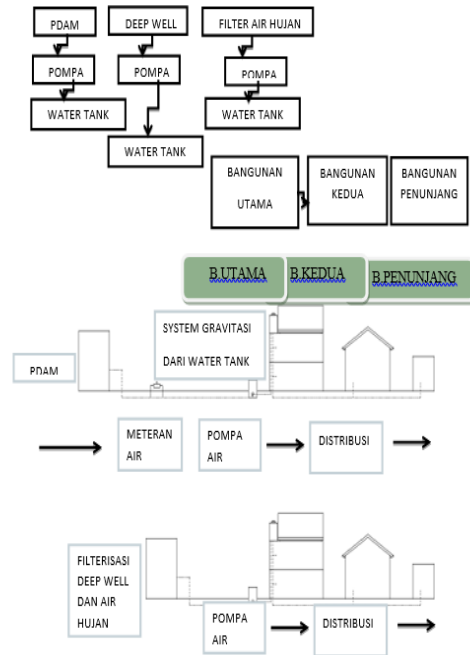 PDAM
DEEP WELL
FILTER AIR HUJAN
POMPA
POMPA
POMPA
WATER TANK
WATER TANK
WATER TANK
BANGUNAN
UTAMA
BANGUNAN
KEDUA
BANGUNAN
PENUNJANG
B.UTAMA
B.KEDUA
B.PENUNJANG
SYSTEM GRAVITASI
DARI WATER TANK
PDAM
METERAN
AIR
POMPA
AIR
DISTRIBUSI
FILTERISASI
DEEP WELL
DAN AIR
HUJAN
POMPA
AIR
DISTRIBUSI